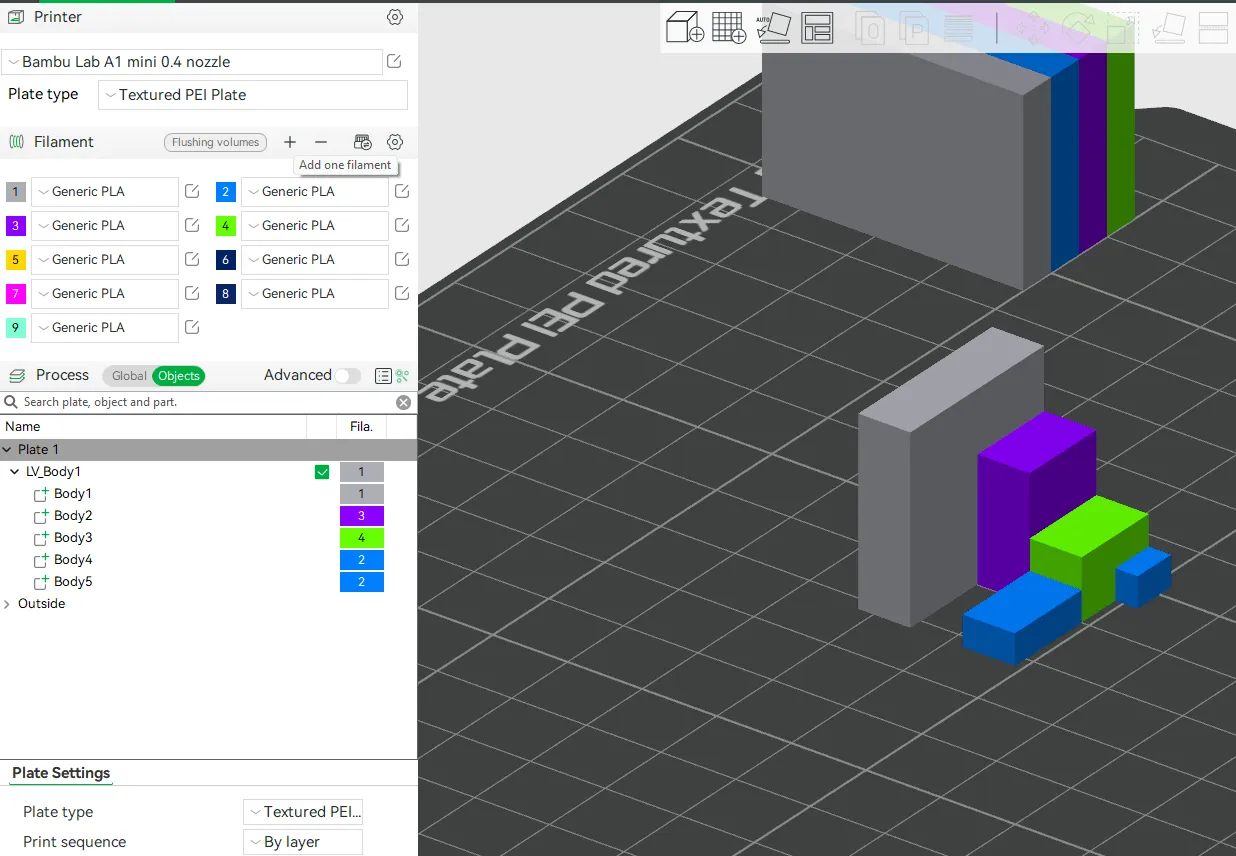 Printer
Bambu Lab A1 mini 0.4 nozzle
Plate type
Textured PEI Plate
Filament
Flushing volumes
Add one filament
1 Generic PLA
2 Generic PLA
3 Generic PLA
4 Generic PLA
5 Generic PLA
6 Generic PLA
7 Generic PLA
8 Generic PLA
9 Generic PLA
Process
Global
Objects
Advanced
Search plate, object and part.
Name
Fila.
Plate 1
LV_Body1 1
Body1 1
Body2 3
Body3 4
Body4 2
Body5 2
Outside
Plate Settings
Plate type
Textured PEI...
Print sequence
By layer
AUTO
O
P
Textured PEI Plate